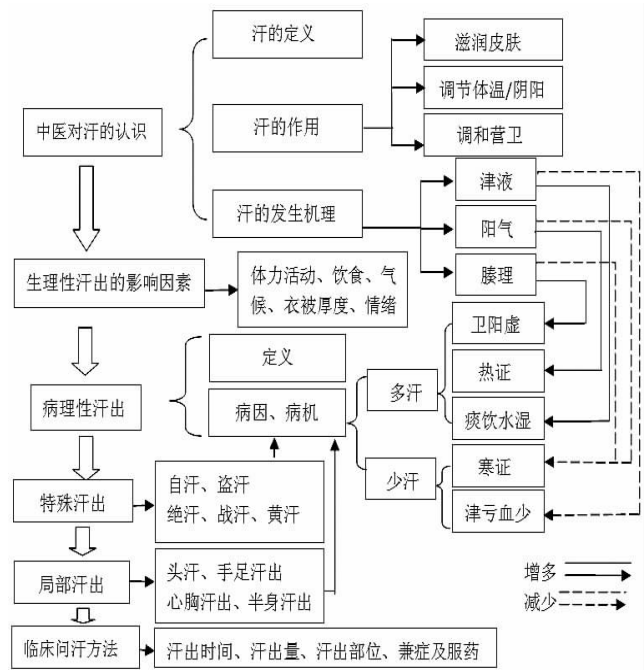 汗的定义
滋润皮肤
调节体温/阴阳
中医对汗的认识
汗的作用
调和营卫
津液
汗的发生机理
阳气
腠理
生理性汗出的影响因素
体力活动、饮食、气
候、衣被厚度、情绪
卫阳虚
定义
热证
多汗
病理性汗出
病因、病机
痰饮水湿
寒证
少汗
自汗、盗汗
特殊汗出
绝汗、战汗、黄汗
津亏血少
头汗、手足汗出
局部汗出
心胸汗出、半身汗出
增多
减少
临床问汗方法
汗出时间、汗出量、汗出部位、兼症及服药